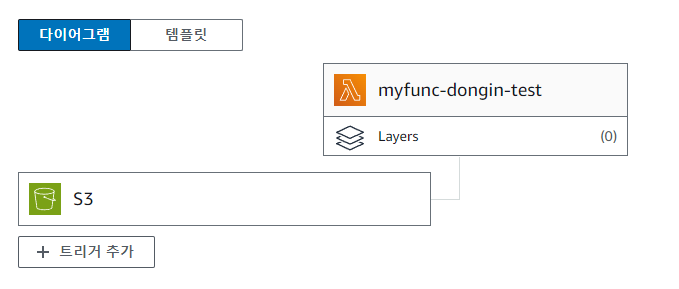 다이어그램
템플릿
myfunc-dongin-test
Layers
(0)
S3
+ 트리거 추가